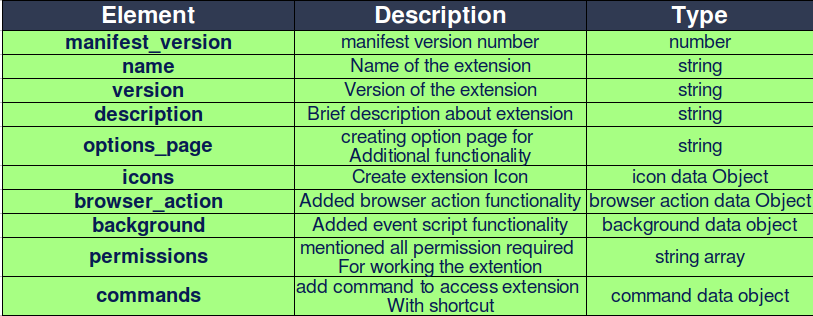 Element Description Type
manifest_version manifest version number number
name Name of the extension string
version Version of the extension string
description Brief description about extension string
options_page creating option page for
Additional functionality string
icons Create extension Icon icon data Object
browser_action Added browser action functionality browser action data Object
background Added event script functionality background data object
permissions mentioned all permission required
For working the extention string array
commands add command to access extension
With shortcut command data object